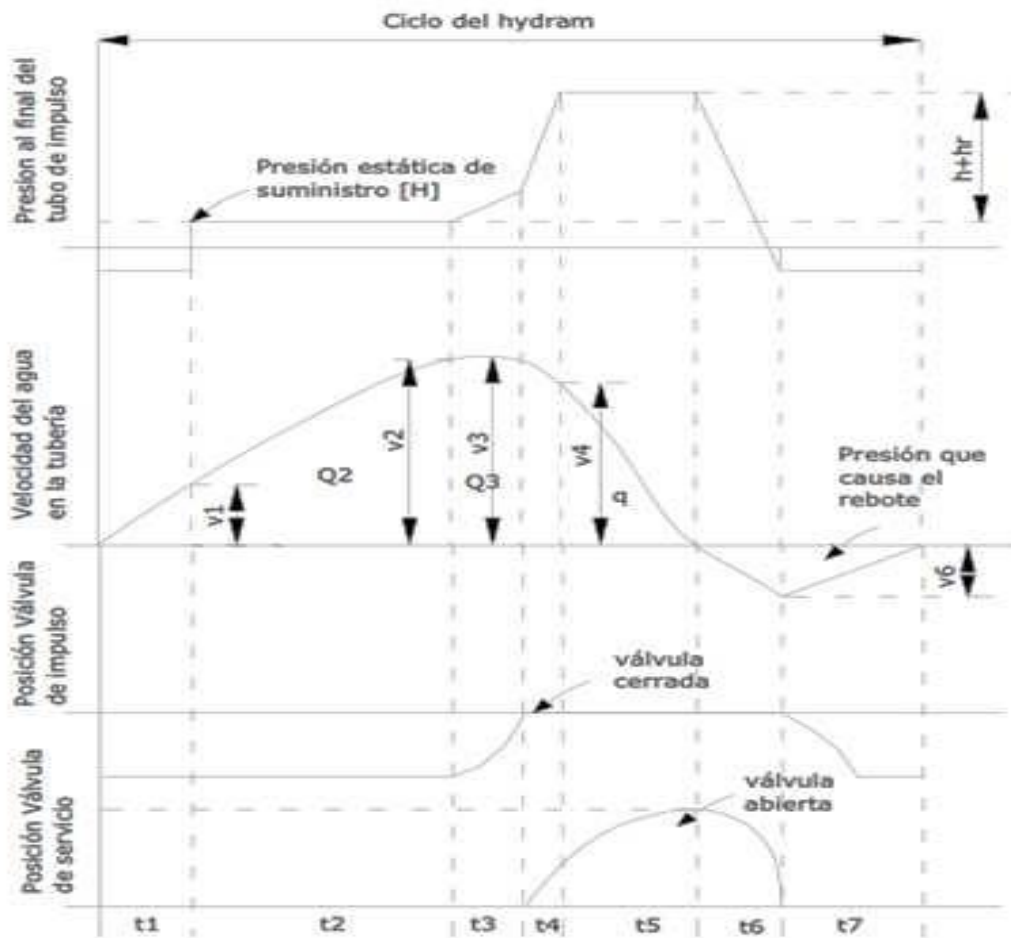 Ciclo del hydram
Presion al final del
tubo de impulso
Presión estática de
suministro [H]
h+hr
Velocidad del agua
en la tubería
v1
Q2
v2
Q3
v3
v4
q
Presión que
causa el
rebote
v6
Posición Válvula
de impulso
válvula
cerrada
Posición Válvula
de servicio
válvula
abierta
t1
t2
t3
t4
t5
t6
t7